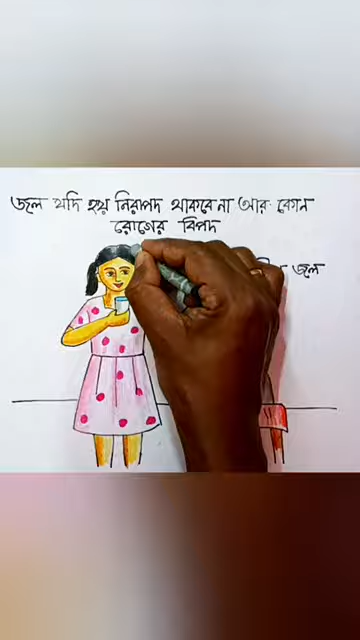 জল যদি হয় নিরাপদ থাকবে না আর কোন
রোগের বিপদ
জল